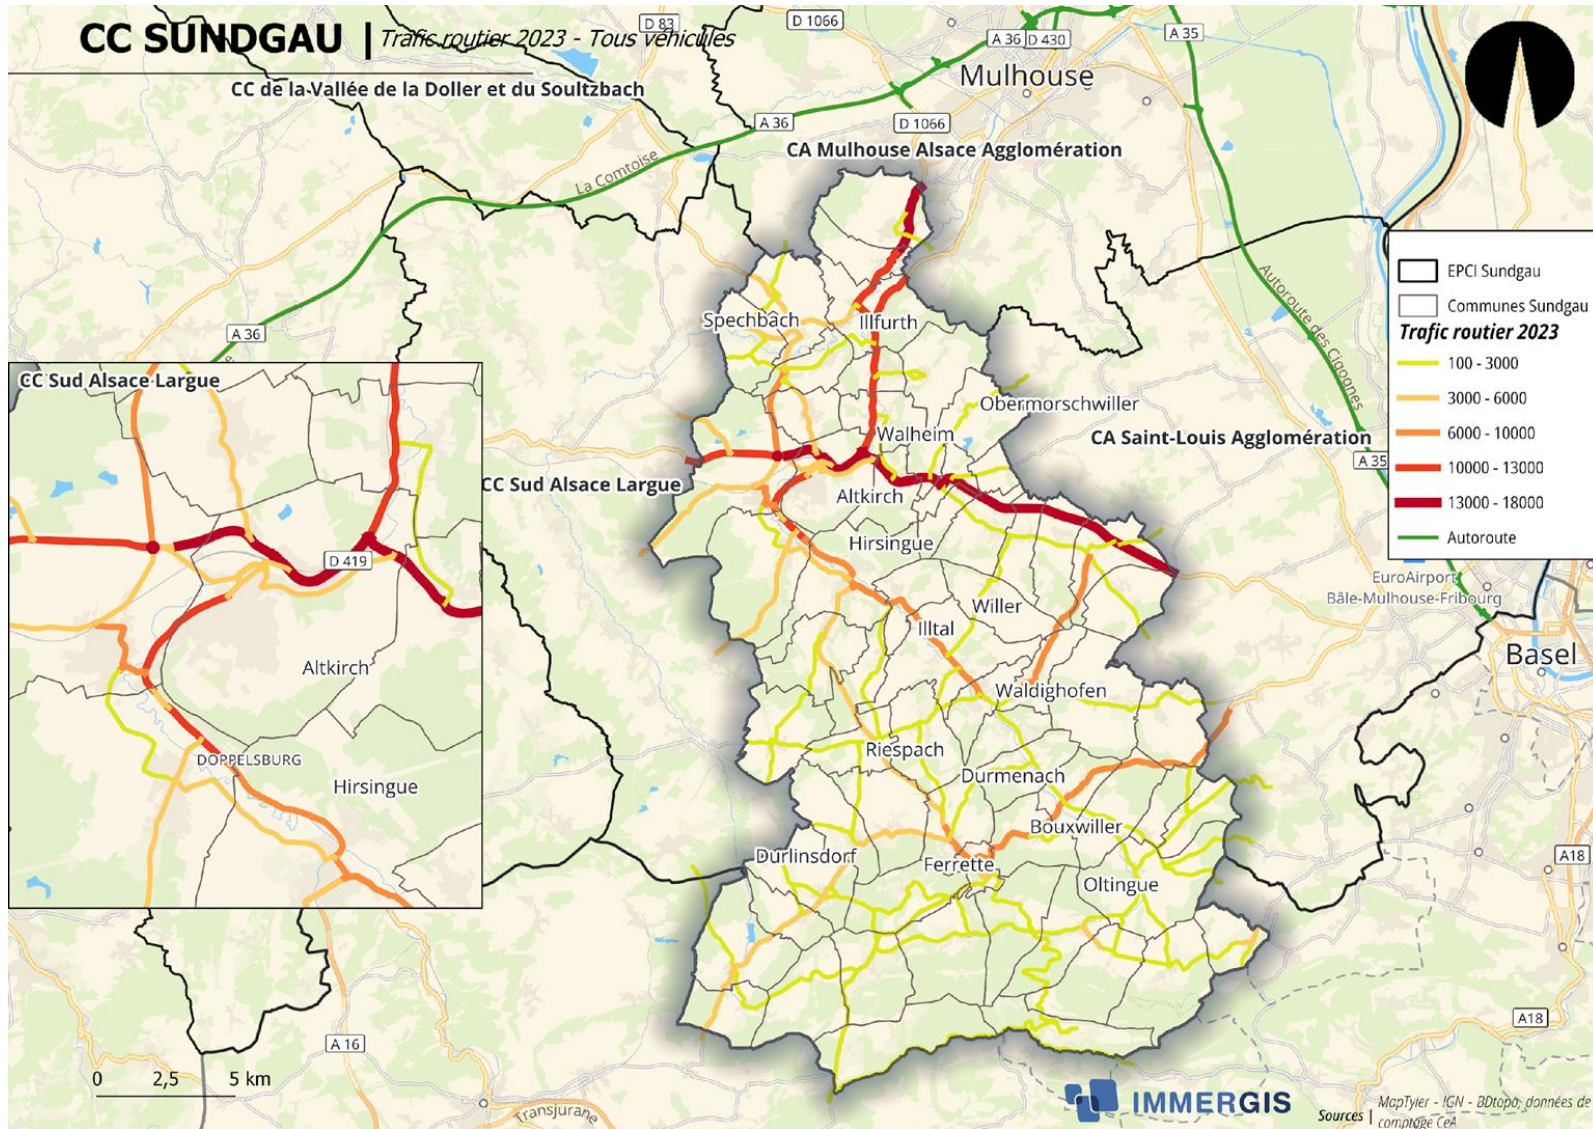 CC SUNDGAU | Trafic routier 2023 - Tous véhicules
D 83
D 1066
A 36
D 430
A 35
Mulhouse
CC de la Vallée de la Doller et du Soultzbach
A 36
D 1066
CA Mulhouse Alsace Agglomération
La Comtoise
A 36
Autoroute des Cigognes
EPCI Sundgau
Communes Sundgau
Trafic routier 2023
100 - 3000
3000 - 6000
6000 - 10000
10000 - 13000
13000 - 18000
Autoroute
Spechbach
Illfurth
Obermorschwiller
Walheim
CA Saint-Louis Agglomération
A 35
CC Sud Alsace Largue
CC Sud Alsace Largue
Altkirch
Hirsingue
D 419
Altkirch
DOPPELSBURG
Hirsingue
EuroAirport
Bâle-Mulhouse-Fribourg
Basel
Willer
Illtal
Waldighofen
Riespach
Durmenach
Bouxwiller
Durlinsdorf
Ferrette
Oltingue
A18
A18
A 16
0 2,5 5 km
Transjurane
IMMERGIS
Sources | MapTyler - IGN - BDtopo, données de
comptage CeA